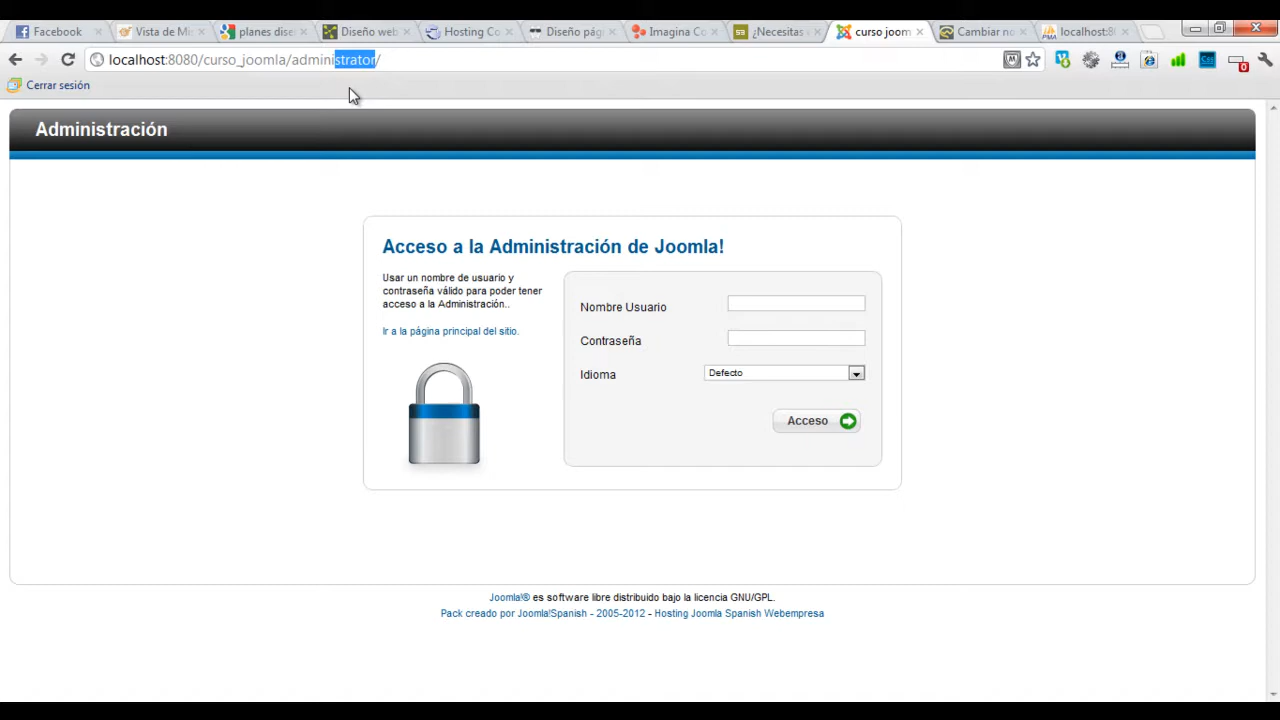 Facebook
Vista de Mi
planes dise
Diseño web
Hosting Co
Diseño pág
Imagina Co
¿Necesitas
curso joom
Cambiar no
localhost:80
localhost:8080/curso_joomla/administrator/
Cerrar sesión
Administración
Acceso a la Administración de Joomla!
Usar un nombre de usuario y
contraseña válido para poder tener
acceso a la Administración..
Ir a la página principal del sitio.
Nombre Usuario
Contraseña
Idioma
Defecto
Acceso
Joomla!® es software libre distribuido bajo la licencia GNU/GPL.
Pack creado por Joomla!Spanish - 2005-2012 - Hosting Joomla Spanish Webempresa